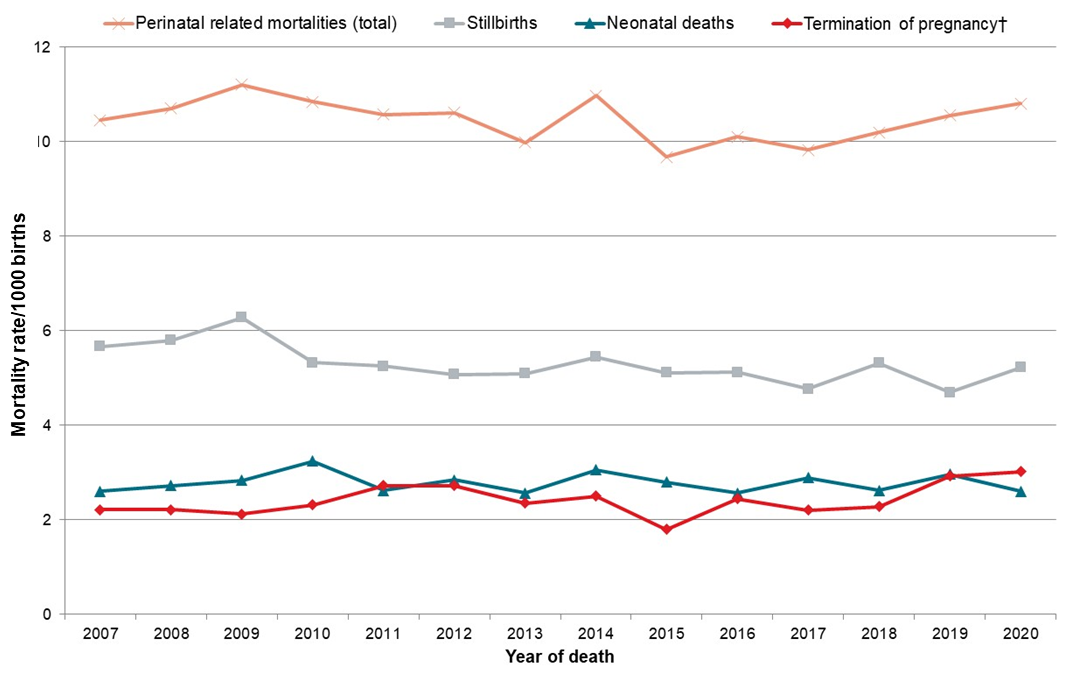 Perinatal related mortalities (total) Stillbirths Neonatal deaths Termination of pregnancy†
12
10
8
6
4
2
0
Mortality rate/1000 births
2007 2008 2009 2010 2011 2012 2013 2014 2015 2016 2017 2018 2019 2020
Year of death